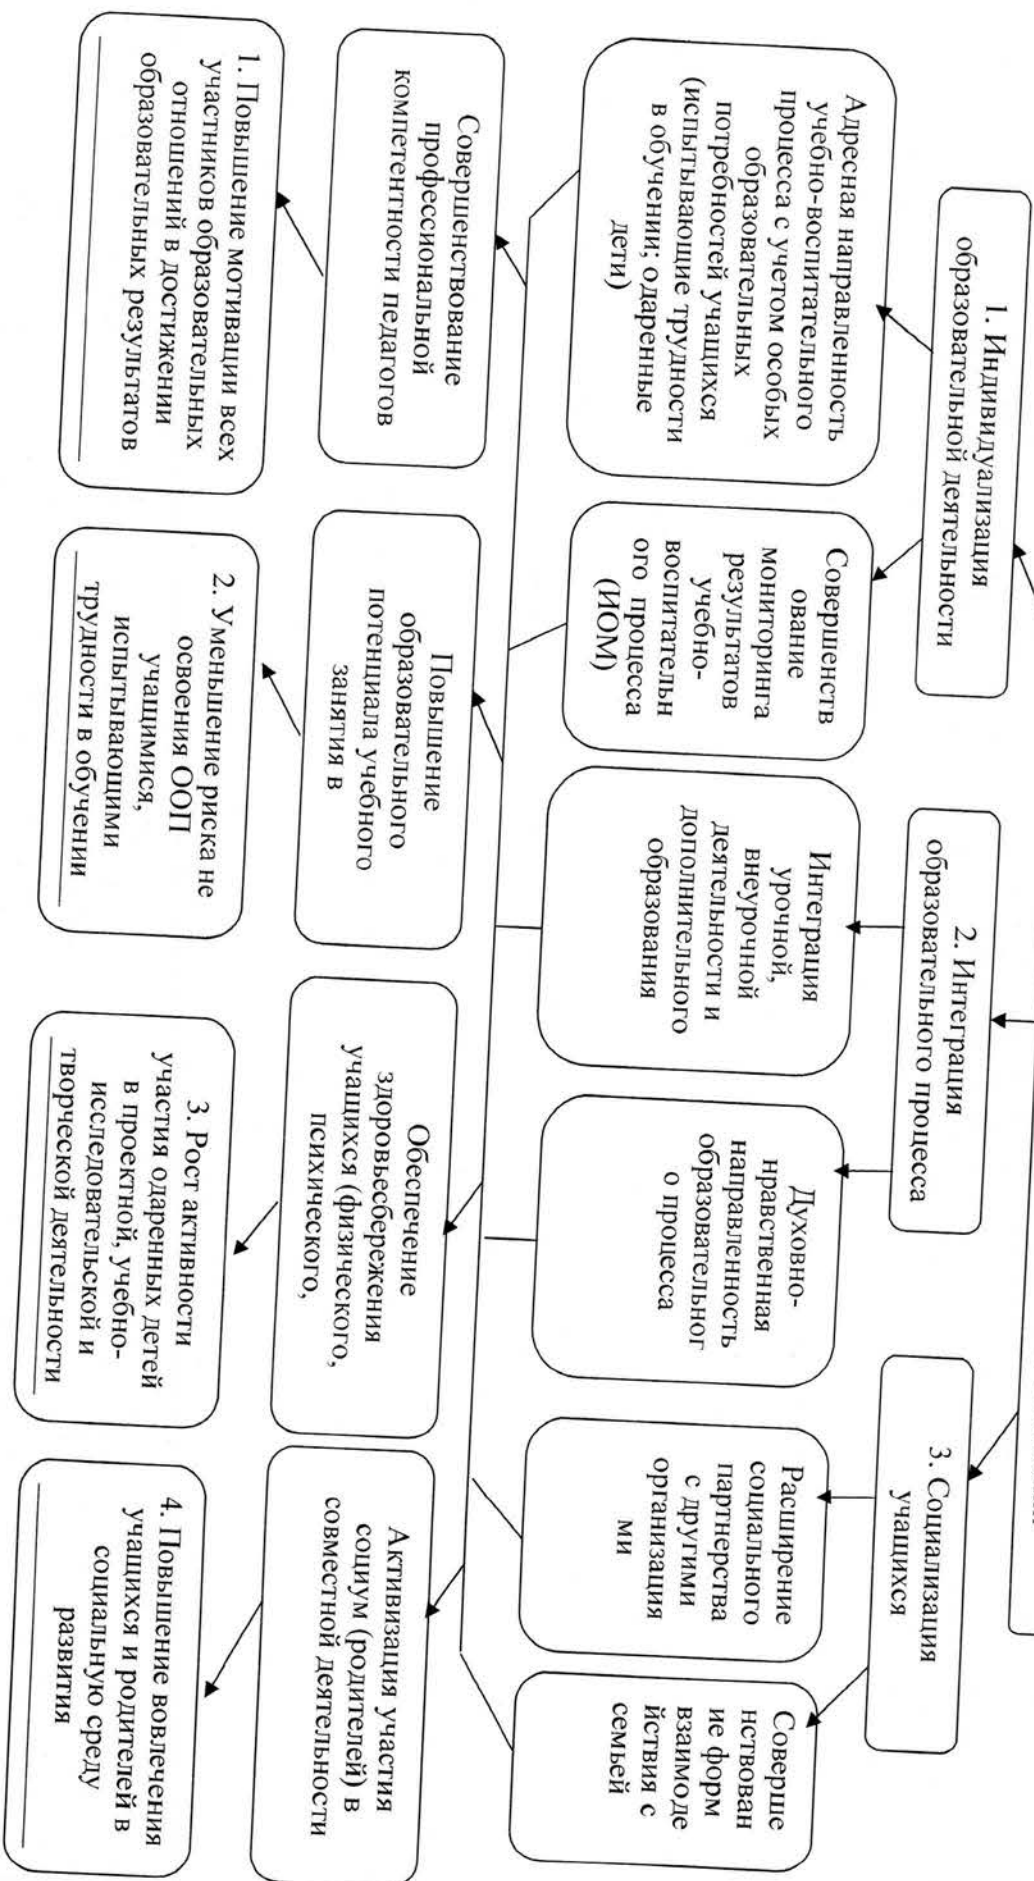 1. Индивидуализация
образовательной деятельности
2. Интеграция
образовательного процесса
3. Социализация
учащихся
Адресная направленность
учебно-воспитательного
процесса с учетом особых
образовательных
потребностей учащихся
(испытывающие трудности
в обучении; одаренные
дети)
Совершенств
ование
мониторинга
результатов
учебно-
воспитательн
ого процесса
(ИОМ)
Интеграция
урочной,
внеурочной
деятельности и
дополнительного
образования
Духовно-
нравственная
направленность
образовательног
о процесса
Расширение
социального
партнерства
с другими
организация
ми
Соверше
нствован
ие форм
взаимоде
йствия с
семьей
Совершенствование
профессиональной
компетентности педагогов
Повышение
образовательного
потенциала учебного
занятия в
Обеспечение
здоровьесбережения
учащихся (физического,
психического,
Активизация участия
социум (родителей) в
совместной деятельности
1. Повышение мотивации всех
участников образовательных
отношений в достижении
образовательных результатов
2. Уменьшение риска не
освоения ООП
учащимися,
испытывающими
трудности в обучении
3. Рост активности
участия одаренных детей
в проектной, учебно-
исследовательской и
творческой деятельности
4. Повышение вовлечения
учащихся и родителей в
социальную среду
развития